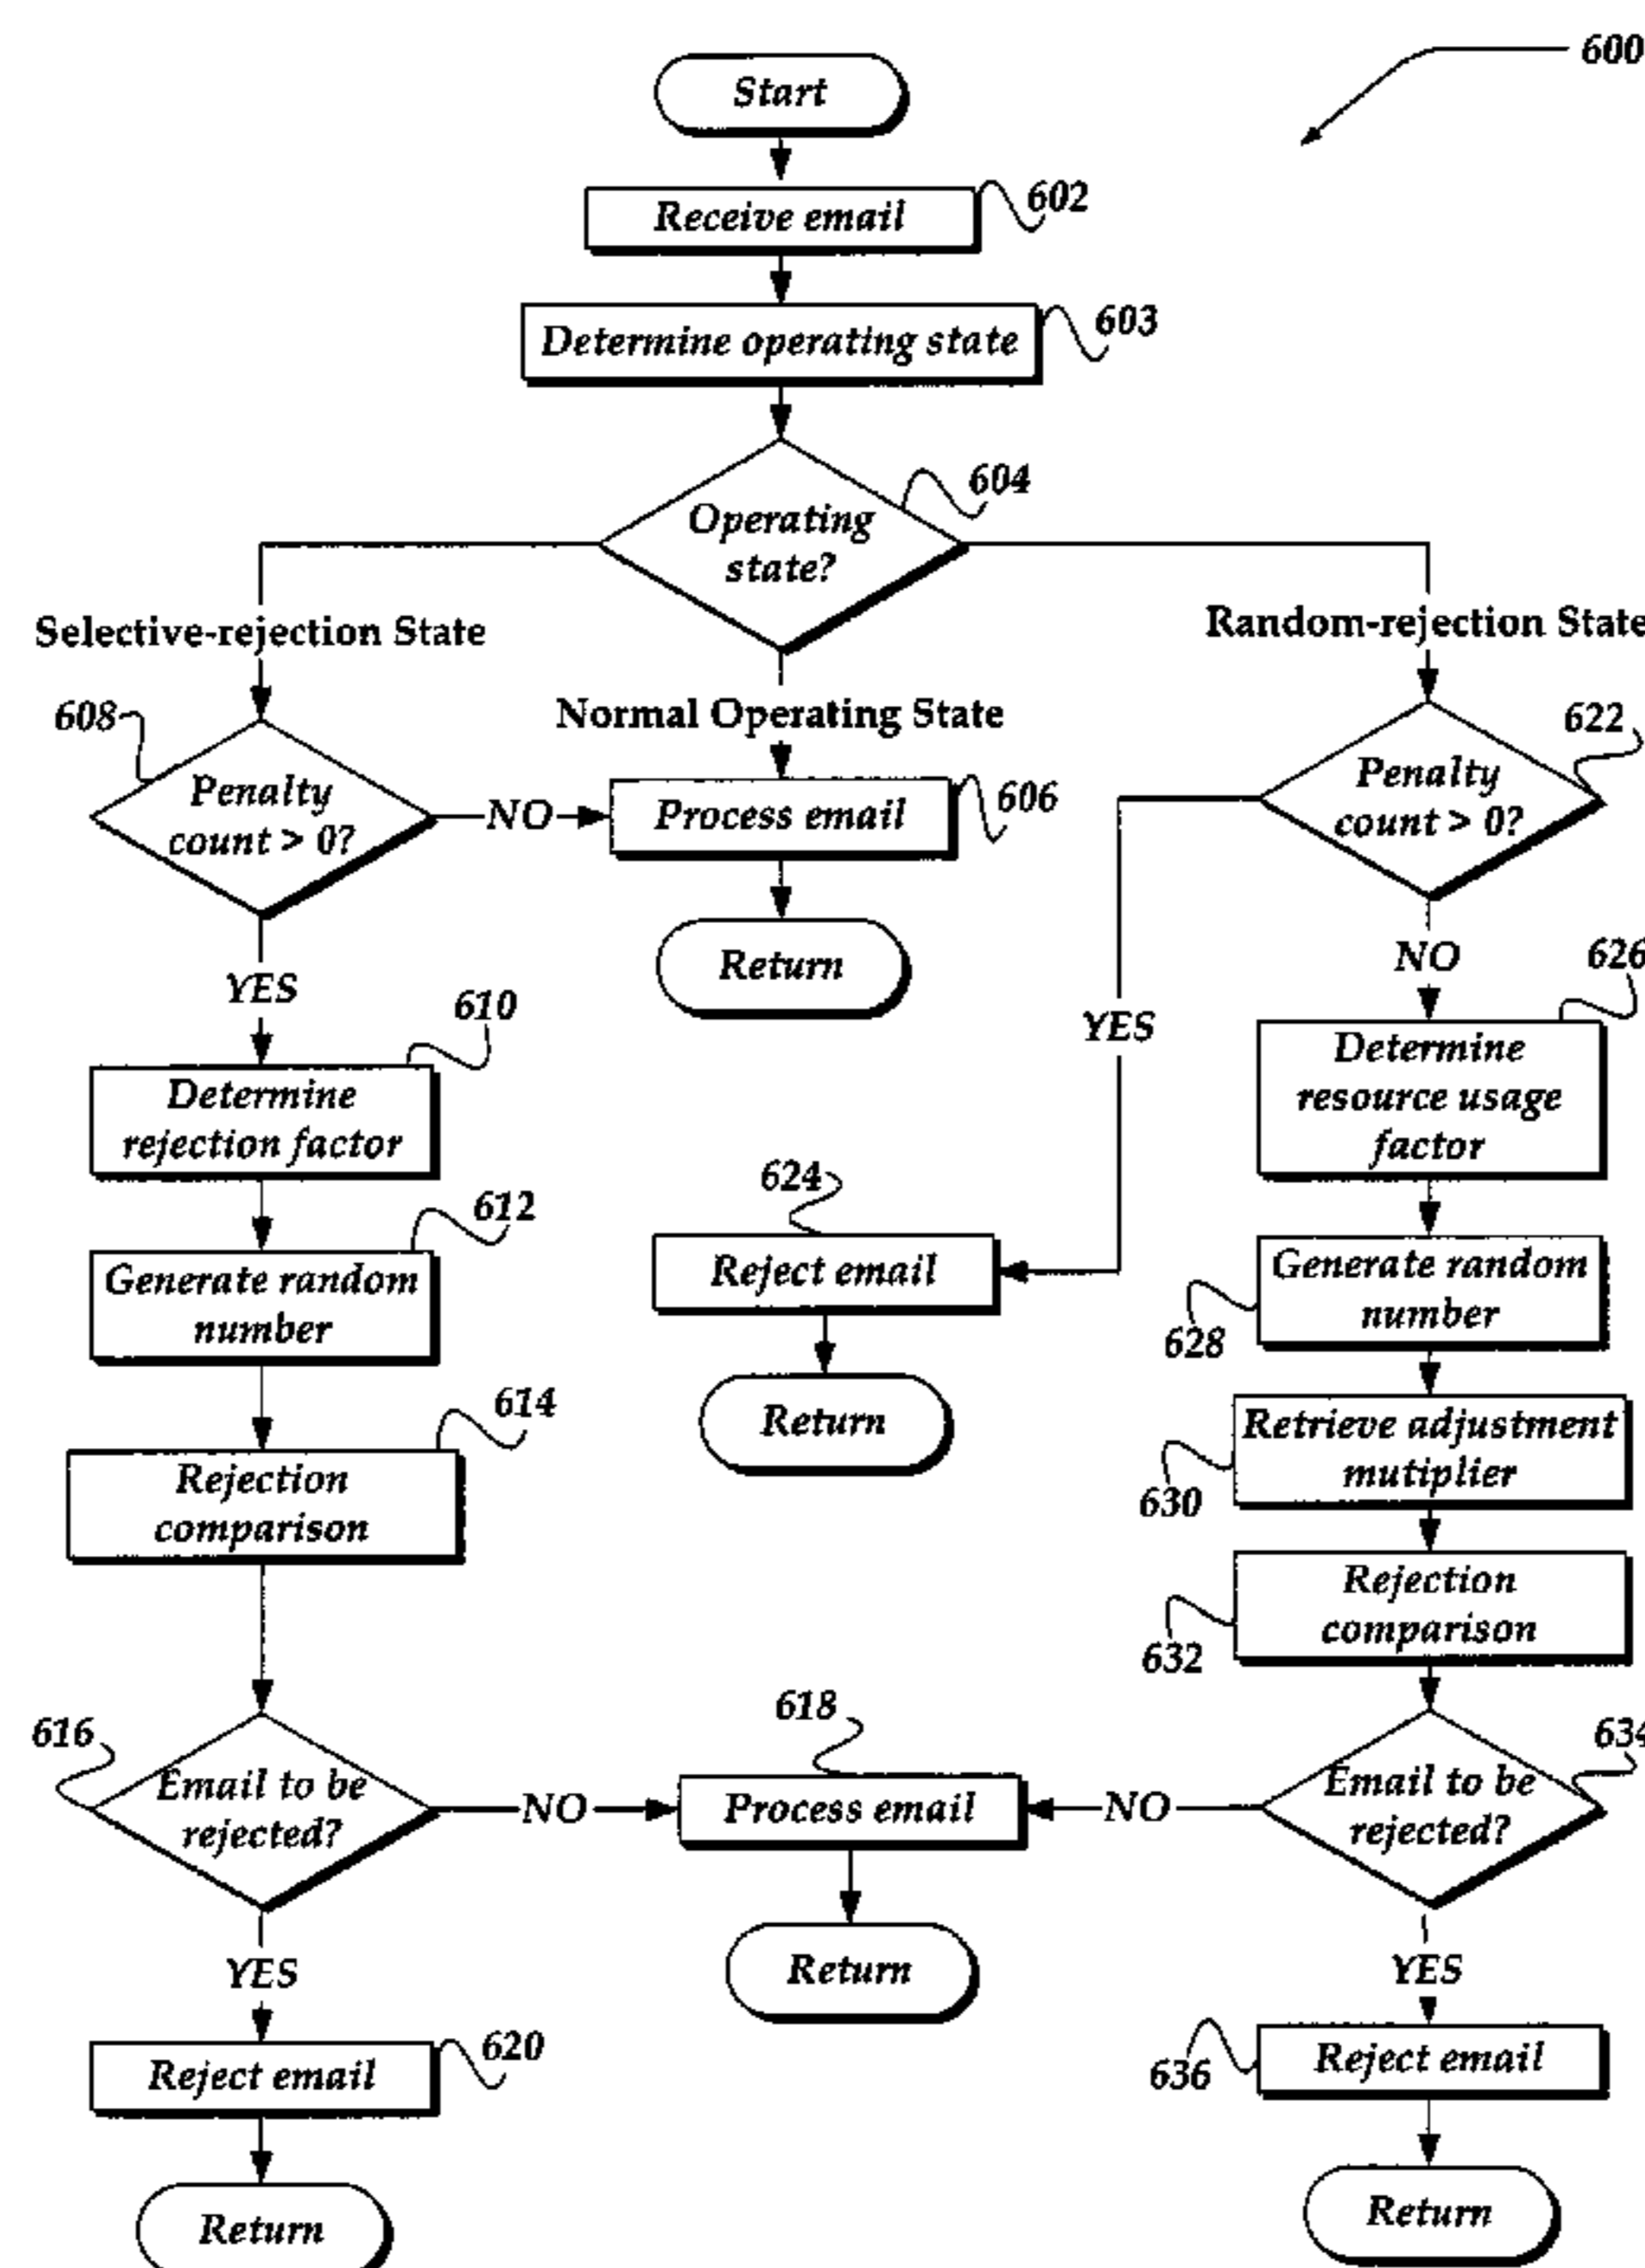 600
Start
Receive email
602
Determine operating state
603
Operating
state?
604
Selective-rejection State
Random-rejection State
Normal Operating State
608
Penalty
count > 0?
NO
Process email
606
622
Penalty
count > 0?
Return
YES
NO
610
Determine
rejection factor
YES
626
Determine
resource usage
factor
612
Generate random
number
624
Reject email
Return
628
Generate random
number
614
Rejection
comparison
630
Retrieve adjustment
mutiplier
632
Rejection
comparison
616
Email to be
rejected?
NO
618
Process email
NO
634
Email to be
rejected?
Return
YES
YES
620
Reject email
636
Reject email
Return
Return